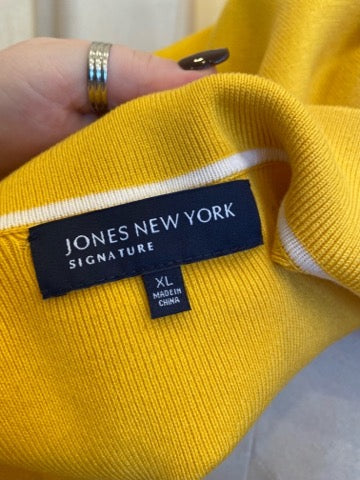 JONES NEW YORK
SIGNATURE
XL
MADE IN
CHINA